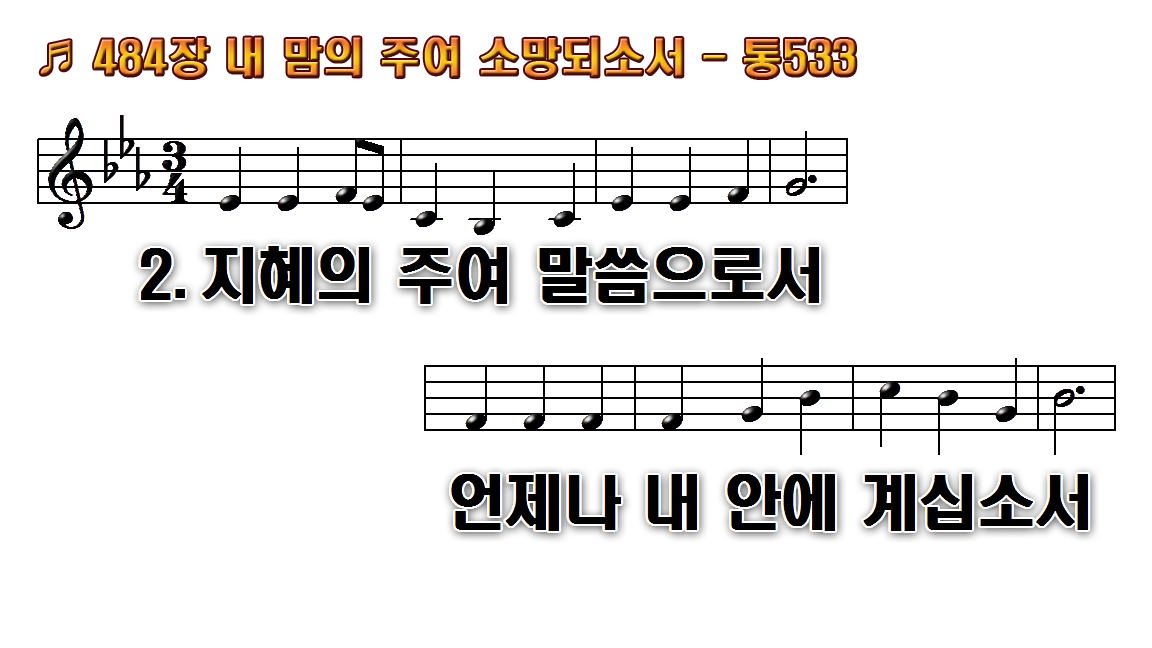 ♬ 484장 내 맘의 주여 소망되소서 - 통533
3
4
2. 지혜의 주여 말씀으로서
언제나 내 안에 계십소서